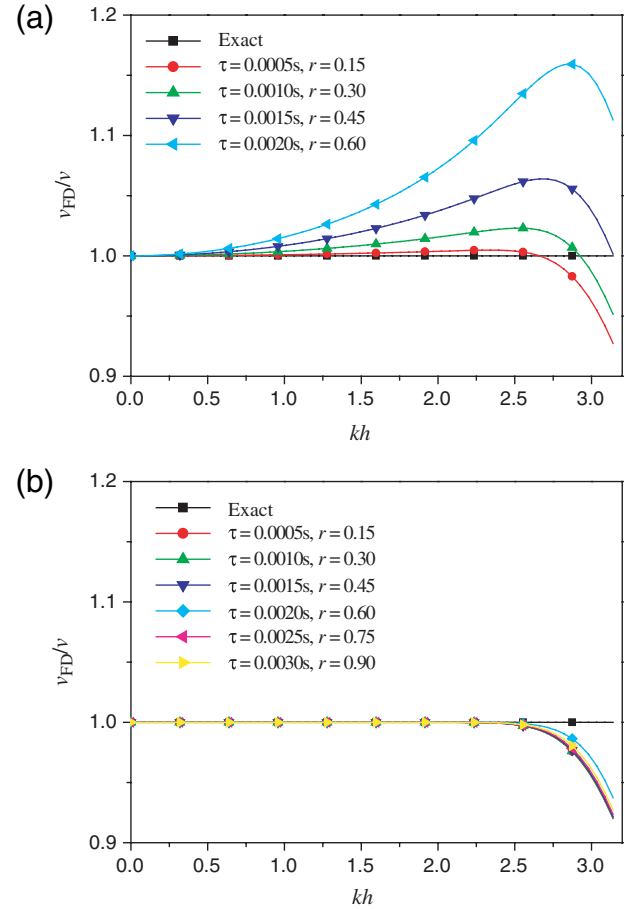 (a)
1.2
1.1
1.0
0.9
v_FD/v
Exact
τ = 0.0005s, r = 0.15
τ = 0.0010s, r = 0.30
τ = 0.0015s, r = 0.45
τ = 0.0020s, r = 0.60
0.0 0.5 1.0 1.5 2.0 2.5 3.0
kh
(b)
1.2
1.1
1.0
0.9
v_FD/v
Exact
τ = 0.0005s, r = 0.15
τ = 0.0010s, r = 0.30
τ = 0.0015s, r = 0.45
τ = 0.0020s, r = 0.60
τ = 0.0025s, r = 0.75
τ = 0.0030s, r = 0.90
0.0 0.5 1.0 1.5 2.0 2.5 3.0
kh